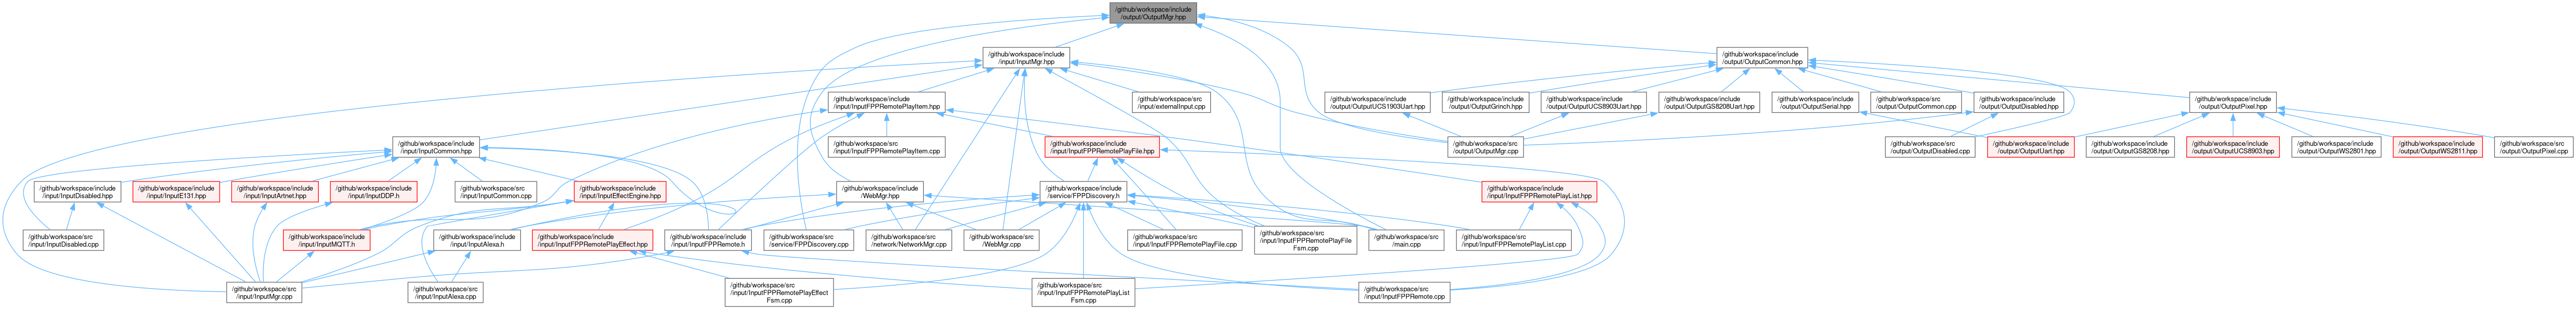 /github/workspace/include
/output/OutputMgr.hpp
/github/workspace/include
/input/InputMgr.hpp
/github/workspace/include
/output/OutputCommon.hpp
/github/workspace/include
/input/InputFPPRemotePlayItem.hpp
/github/workspace/src
/input/externalInput.cpp
/github/workspace/include
/output/OutputUCS1903Uart.hpp
/github/workspace/include
/output/OutputGrinch.hpp
/github/workspace/include
/output/OutputUCS8903Uart.hpp
/github/workspace/include
/output/OutputGS8208Uart.hpp
/github/workspace/include
/output/OutputSerial.hpp
/github/workspace/src
/output/OutputCommon.cpp
/github/workspace/include
/output/OutputDisabled.hpp
/github/workspace/include
/output/OutputPixel.hpp
/github/workspace/include
/input/InputCommon.hpp
/github/workspace/src
/input/InputFPPRemotePlayItem.cpp
/github/workspace/include
/input/InputFPPRemotePlayFile.hpp
/github/workspace/src
/output/OutputMgr.cpp
/github/workspace/src
/output/OutputDisabled.cpp
/github/workspace/include
/output/OutputUart.hpp
/github/workspace/include
/output/OutputGS8208.hpp
/github/workspace/include
/output/OutputUCS8903.hpp
/github/workspace/include
/output/OutputWS2801.hpp
/github/workspace/include
/output/OutputWS2811.hpp
/github/workspace/src
/output/OutputPixel.cpp
/github/workspace/include
/input/InputDisabled.hpp
/github/workspace/include
/input/InputE131.hpp
/github/workspace/include
/input/InputArtnet.hpp
/github/workspace/include
/input/InputDDP.h
/github/workspace/src
/input/InputCommon.cpp
/github/workspace/include
/input/InputEffectEngine.hpp
/github/workspace/include
/WebMgr.hpp
/github/workspace/include
/service/FPPDiscovery.h
/github/workspace/include
/input/InputFPPRemotePlayList.hpp
/github/workspace/src
/input/InputDisabled.cpp
/github/workspace/include
/input/InputMQTT.h
/github/workspace/include
/input/InputAlexa.h
/github/workspace/include
/input/InputFPPRemotePlayEffect.hpp
/github/workspace/include
/input/InputFPPRemote.h
/github/workspace/src
/service/FPPDiscovery.cpp
/github/workspace/src
/network/NetworkMgr.cpp
/github/workspace/src
/WebMgr.cpp
/github/workspace/src
/input/InputFPPRemotePlayFile.cpp
/github/workspace/src
/input/InputFPPRemotePlayFile
Fsm.cpp
/github/workspace/src
/main.cpp
/github/workspace/src
/input/InputFPPRemotePlayList.cpp
/github/workspace/src
/input/InputMgr.cpp
/github/workspace/src
/input/InputAlexa.cpp
/github/workspace/src
/input/InputFPPRemotePlayEffect
Fsm.cpp
/github/workspace/src
/input/InputFPPRemotePlayList
Fsm.cpp
/github/workspace/src
/input/InputFPPRemote.cpp